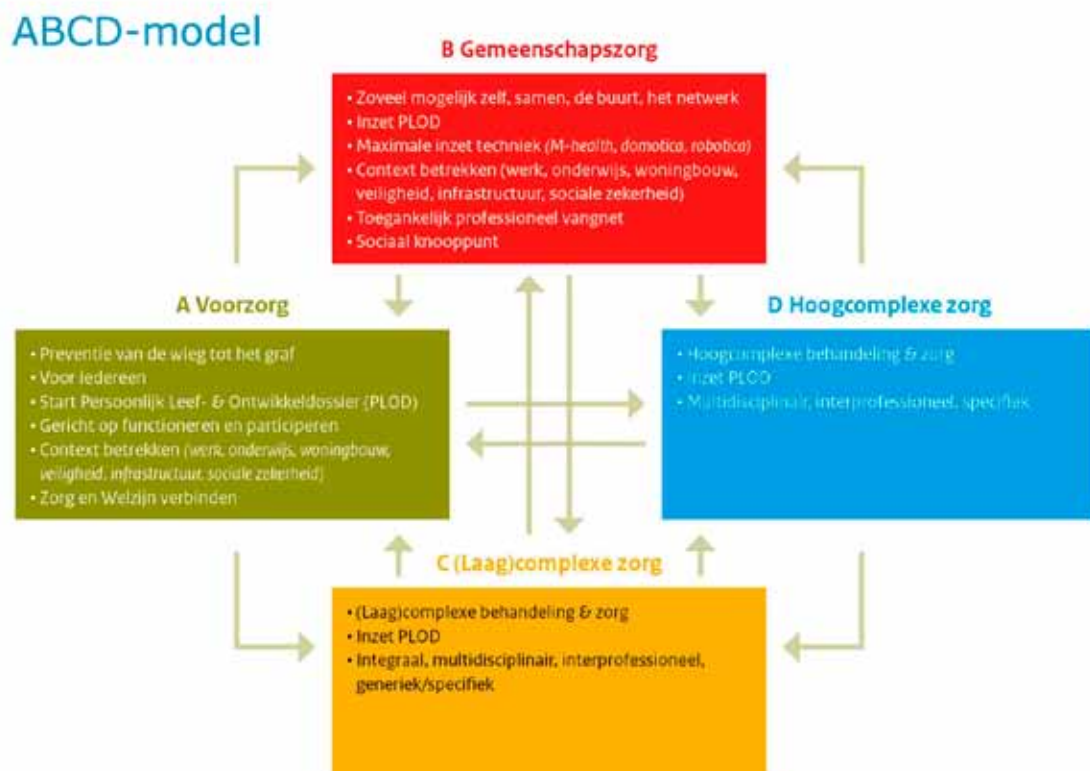 ABCD-model
B Gemeenschapszorg
• Zoveel mogelijk zelf, samen, de buurt, het netwerk
• Inzet PLOD
• Maximale inzet techniek (M-health, domotica, robotica)
• Context betrekken (werk, onderwijs, woningbouw,
veiligheid, infrastructuur, sociale zekerheid)
• Toegankelijk professioneel vangnet
• Sociaal knooppunt
A Voorzorg
• Preventie van de wieg tot het graf
• Voor iedereen
• Start Persoonlijk Leef- & Ontwikkeldossier (PLOD)
• Gericht op functioneren en participeren
• Context betrekken (werk, onderwijs, woningbouw,
veiligheid, infrastructuur, sociale zekerheid)
• Zorg en Welzijn verbinden
D Hoogcomplexe zorg
• Hoogcomplexe behandeling & zorg
• Inzet PLOD
• Multidisciplinair, interprofessioneel, specifiek
C (Laag)complexe zorg
• (Laag)complexe behandeling & zorg
• Inzet PLOD
• Integraal, multidisciplinair, interprofessioneel,
generiek/specifiek